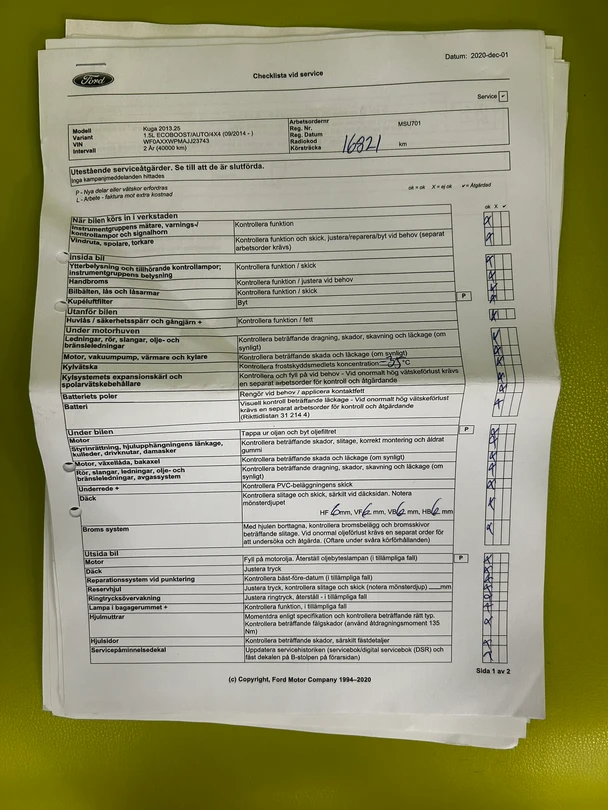 Datum: 2020-dec-01
Ford
Checklista vid service
Service
Modell Kuga 2013.25
Variant 1.5L ECOBOOST/AUTO/4X4 (09/2014 - )
VIN WF0AXXWPMAJJ23743
Intervall 2 År (40000 km)
Arbetsordernr
Reg. Nr. MSU701
Reg. Datum
Radiokod
Körsträcka 16821 km
Utestående serviceåtgärder. Se till att de är slutförda.
Inga kampanjmeddelanden hittades
P - Nya delar eller vätskor erfordras
L - Arbete - faktura mot extra kostnad
ok = ok X = ej ok ✔ = Åtgärdad
ok X ✔
När bilen körs in i verkstaden
Instrumentgruppens mätare, varnings-/ Kontrollera funktion
kontrollampor och signalhorn
Vindruta, spolare, torkare Kontrollera funktion och skick, justera/reparera/byt vid behov (separat
arbetsorder krävs)
Insida bil
Ytterbelysning och tillhörande kontrollampor; Kontrollera funktion / skick
instrumentgruppens belysning
Handbroms Kontrollera funktion / justera vid behov
Bilbälten, lås och låsarmar Kontrollera funktion / skick
Kupéluftfilter Byt P
Utanför bilen
Huvlås / säkerhetsspärr och gångjärn + Kontrollera funktion / fett
Under motorhuven
Ledningar, rör, slangar, olje- och Kontrollera beträffande dragning, skador, skavning och läckage (om
bränsleledningar synligt)
Motor, vakuumpump, värmare och kylare Kontrollera beträffande skada och läckage (om synligt)
Kylvätska Kontrollera frostskyddsmedlets koncentration -35 °C
Kylsystemets expansionskärl och Kontrollera och fyll på vid behov - Vid onormalt hög vätskeförlust krävs
spolarvätskebehållare en separat arbetsorder för kontroll och åtgärdande
Batteriets poler Rengör vid behov / applicera kontaktfett
Batteri Visuell kontroll beträffande läckage - Vid onormalt hög vätskeförlust
krävs en separat arbetsorder för kontroll och åtgärdande
(Rikttidlistan 31 214 4)
Under bilen
Motor Tappa ur oljan och byt oljefiltret P
Styrinrättning, hjulupphängningens länkage, Kontrollera beträffande skador, slitage, korrekt montering och åldrat
kulleder, drivknutar, damasker gummi
Motor, växellåda, bakaxel Kontrollera beträffande skada och läckage (om synligt)
Rör, slangar, ledningar, olje- och Kontrollera beträffande dragning, skador, skavning och läckage (om
bränsleledningar, avgassystem synligt)
Underrede + Kontrollera PVC-beläggningens skick
Däck Kontrollera slitage och skick, särkilt vid däcksidan. Notera
mönsterdjupet
HF 6 mm, VF 6 mm, VB 6 mm, HB 6 mm
Broms system Med hjulen borttagna, kontrollera bromsbelägg och bromsskivor
beträffande slitage. Vid onormal oljeförlust krävs en separat order för
att undersöka och åtgärda. (Oftare under svåra körförhållanden)
Utsida bil
Motor Fyll på motorolja. Återställ oljebyteslampan (i tillämpliga fall) P
Däck Justera tryck
Reparationssystem vid punktering Kontrollera bäst-före-datum (i tillämpliga fall)
Reservhjul Justera tryck, kontrollera slitage och skick (notera mönsterdjup) ___mm
Ringtrycksövervakning Justera ringtryck, återställ - i tillämpliga fall
Lampa i bagagerummet + Kontrollera funktion, i tillämpliga fall
Hjulmuttrar Momentdra enligt specifikation och kontrollera beträffande rätt typ.
Kontrollera beträffande fälgskador (använd åtdragningsmoment 135
Nm)
Hjulsidor Kontrollera beträffande skador, särskilt fästdetaljer
Servicepåminnelsedekal Uppdatera servicehistoriken (servicebok/digital servicebok (DSR) och
fäst dekalen på B-stolpen på förarsidan)
Sida 1 av 2
(c) Copyright, Ford Motor Company 1994–2020